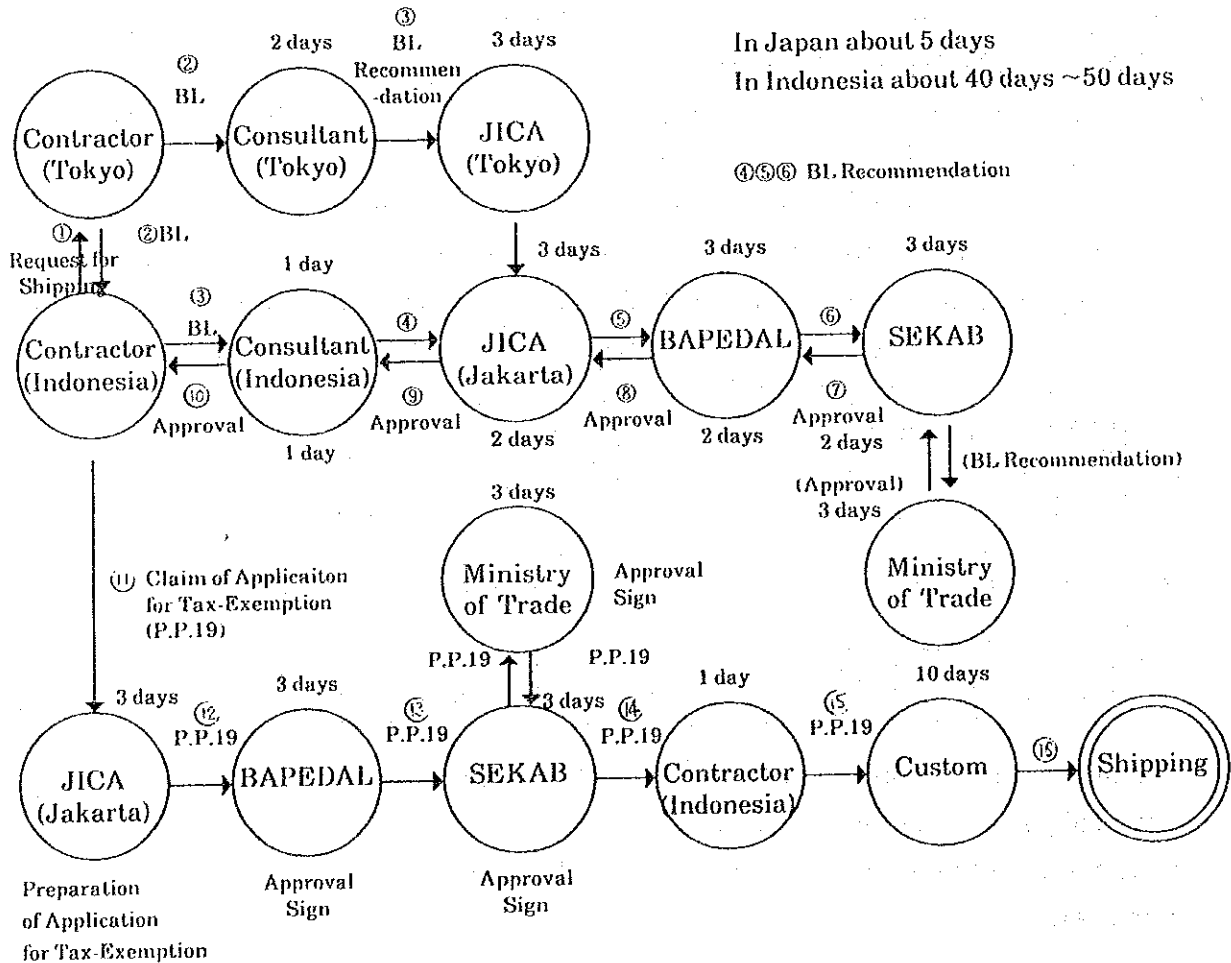 ③
2 days
BL
3 days
In Japan about 5 days
②
Recommen
BL
-dation
In Indonesia about 40 days ~50 days
Contractor
(Tokyo)
Consultant
(Tokyo)
JICA
(Tokyo)
④⑤⑥ BL Recommendation
①
②BL
Request for
Shipping
1 day
3 days
3 days
3 days
③
BL
④
⑤
⑥
Contractor
(Indonesia)
Consultant
(Indonesia)
JICA
(Jakarta)
BAPEDAL
SEKAB
⑩
Approval
⑨
Approval
⑧
Approval
⑦
Approval
1 day
2 days
2 days
2 days
(BL Recommendation)
(Approval)
3 days
3 days
Ministry
of Trade
Approval
Sign
Ministry
of Trade
⑪ Claim of Applicaiton
for Tax-Exemption
(P.P.19)
P.P.19
P.P.19
3 days
3 days
3 days
1 day
10 days
⑫
P.P.19
⑬
P.P.19
⑭
P.P.19
⑮
P.P.19
⑮
JICA
(Jakarta)
BAPEDAL
SEKAB
Contractor
(Indonesia)
Custom
Shipping
Preparation
of Application
for Tax-Exemption
Approval
Sign
Approval
Sign